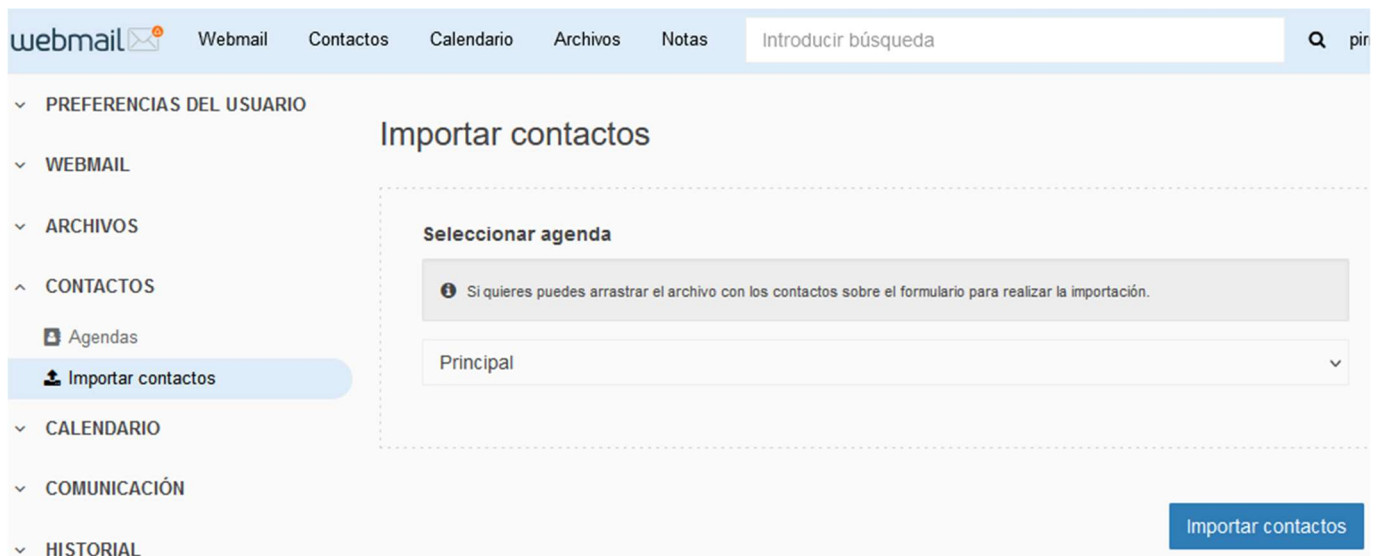 webmail Webmail Contactos Calendario Archivos Notas Introducir búsqueda
PREFERENCIAS DEL USUARIO
WEBMAIL
ARCHIVOS
CONTACTOS
Agendas
Importar contactos
CALENDARIO
COMUNICACIÓN
HISTORIAL
Importar contactos
Seleccionar agenda
Si quieres puedes arrastrar el archivo con los contactos sobre el formulario para realizar la importación.
Principal
Importar contactos